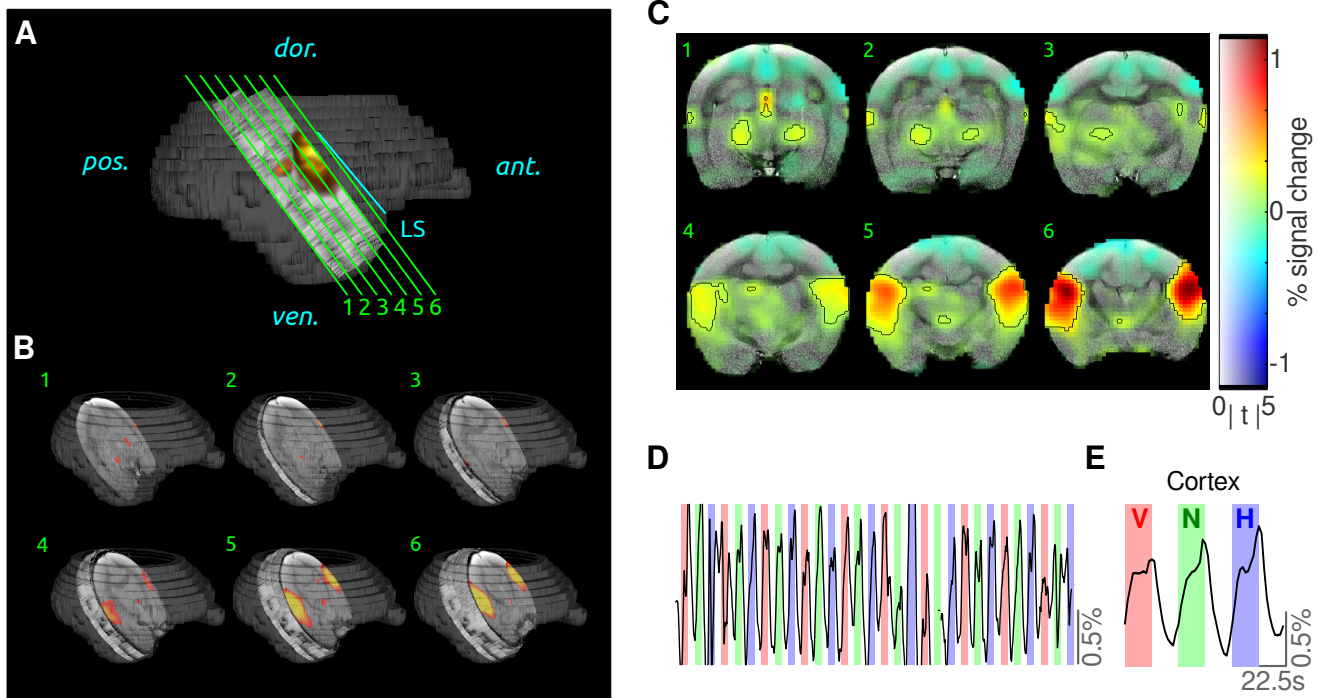 A
dor.
pos.
ant.
LS
ven.
1 2 3 4 5 6
B
1 2 3
4 5 6
C
1 2 3
4 5 6
1
0
-1
% signal change
0 | t | 5
D
0.5%
E
Cortex
V N H
0.5%
22.5s